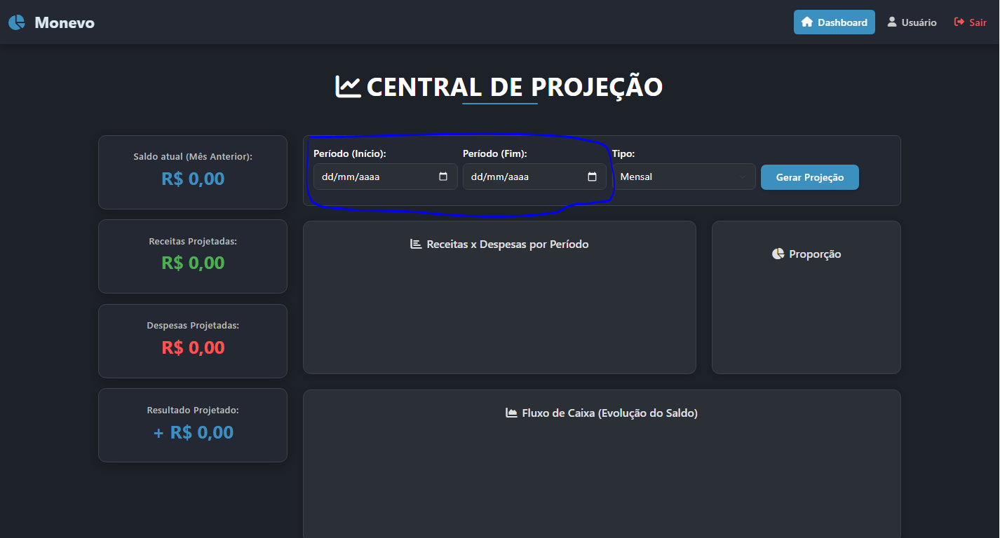 Monevo
Dashboard
Usuário
Sair
CENTRAL DE PROJEÇÃO
Saldo atual (Mês Anterior):
R$ 0,00
Receitas Projetadas:
R$ 0,00
Despesas Projetadas:
R$ 0,00
Resultado Projetado:
+ R$ 0,00
Período (Início):
dd/mm/aaaa
Período (Fim):
dd/mm/aaaa
Tipo:
Mensal
Gerar Projeção
Receitas x Despesas por Período
Proporção
Fluxo de Caixa (Evolução do Saldo)